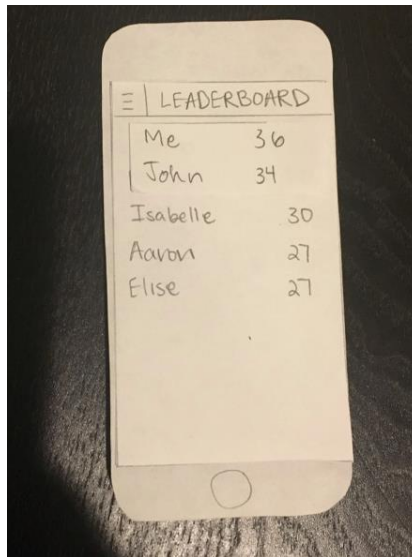 LEADERBOARD
Me 36
John 34
Isabelle 30
Aaron 27
Elise 27